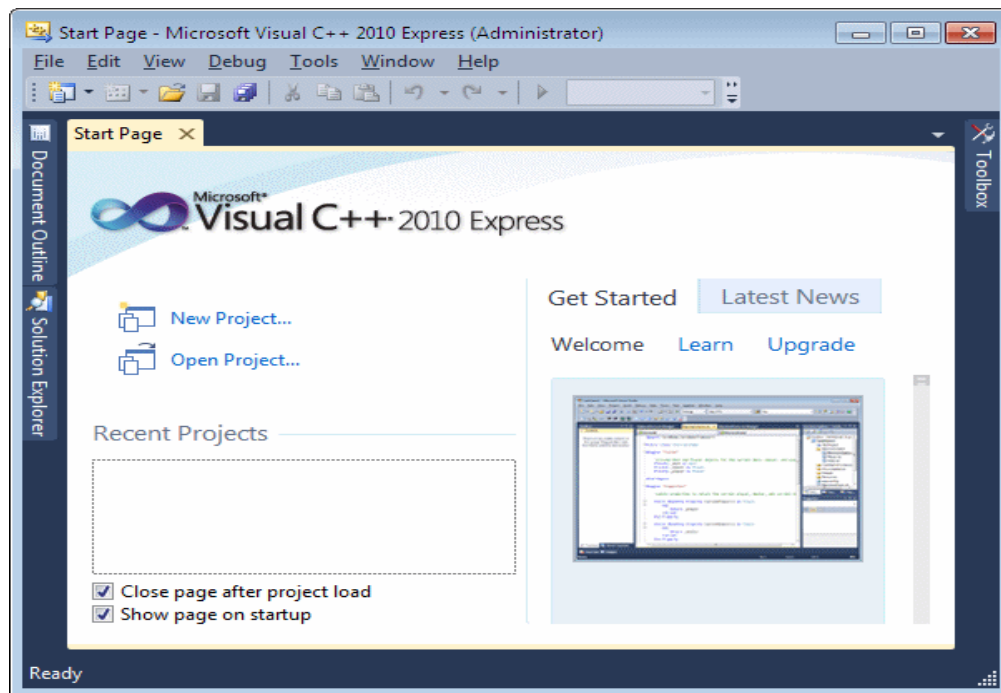 Start Page - Microsoft Visual C++ 2010 Express (Administrator)
File Edit View Debug Tools Window Help
Start Page
Document Outline
Solution Explorer
Toolbox
Microsoft
Visual C++ 2010 Express
New Project...
Open Project...
Recent Projects
Close page after project load
Show page on startup
Get Started Latest News
Welcome Learn Upgrade
Ready